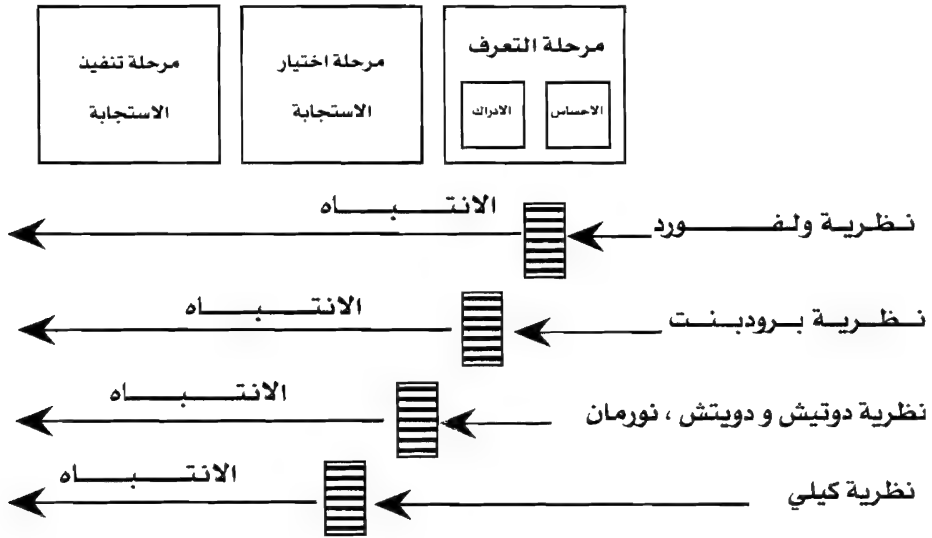 مرحلة التعرف
الاحساس
الادراك
مرحلة اختيار
الاستجابة
مرحلة تنفيذ
الاستجابة
نظرية ولفورد
الانتباه
نظرية برودبنت
الانتباه
نظرية دوتيش و دويتش ، نورمان
الانتباه
نظرية كيلي
الانتباه